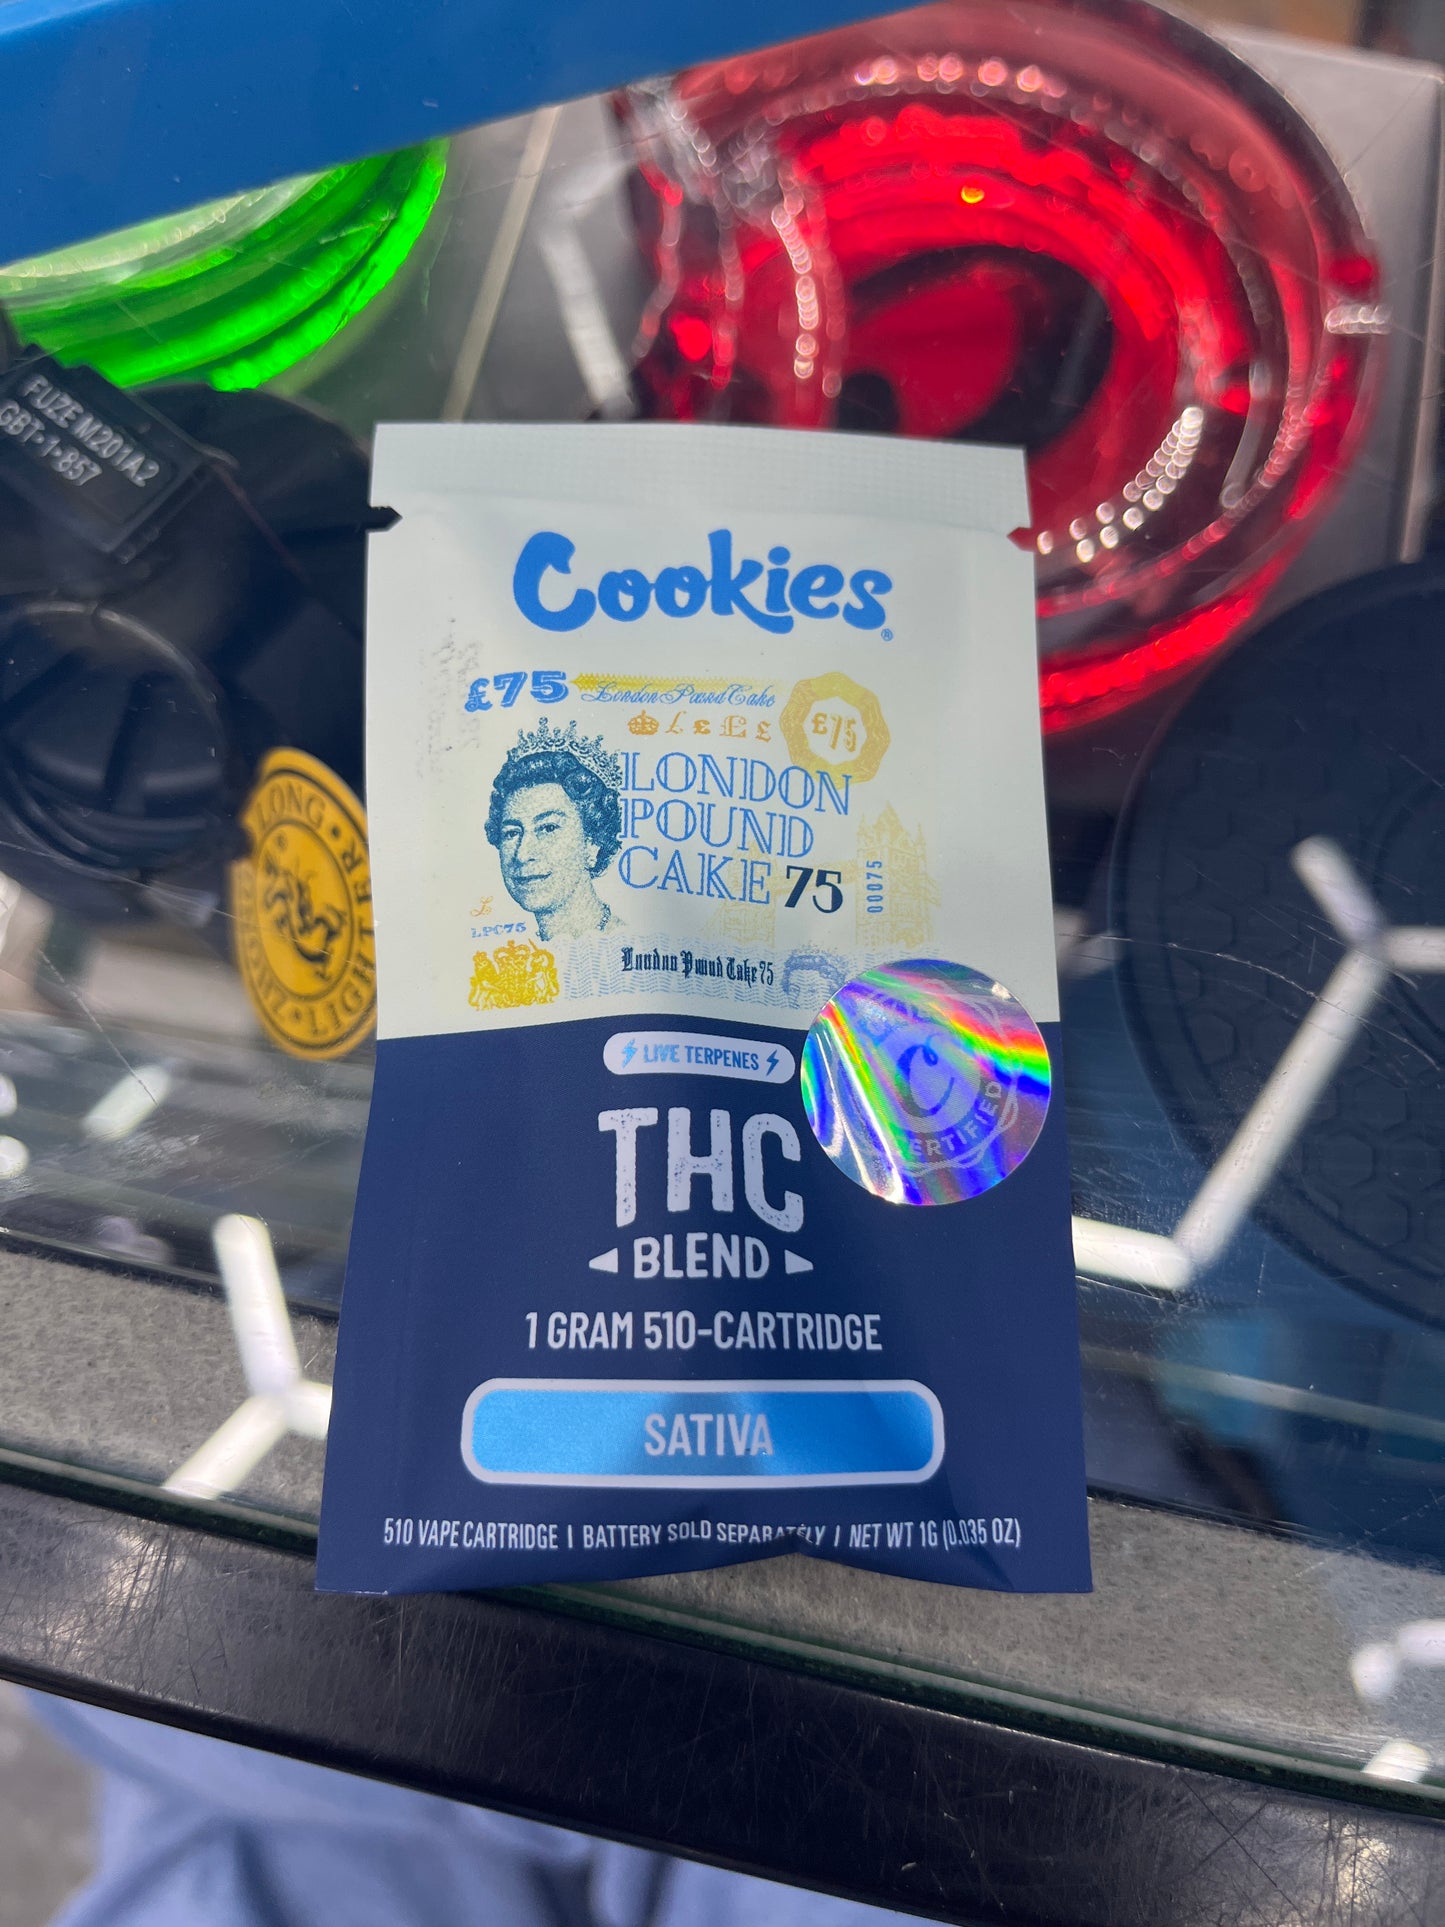 FUZE M201A2
GBT-1-857
LONG
LIGHTER
Cookies®
£75 London Pound Cake
£ £ £ £
£75
LONDON
POUND
CAKE 75
00075
£
LPC75
London Pound Cake 75
LIVE TERPENES
C
CERTIFIED
THC
BLEND
1 GRAM 510-CARTRIDGE
SATIVA
510 VAPE CARTRIDGE | BATTERY SOLD SEPARATELY | NET WT 1G (0.035 OZ)